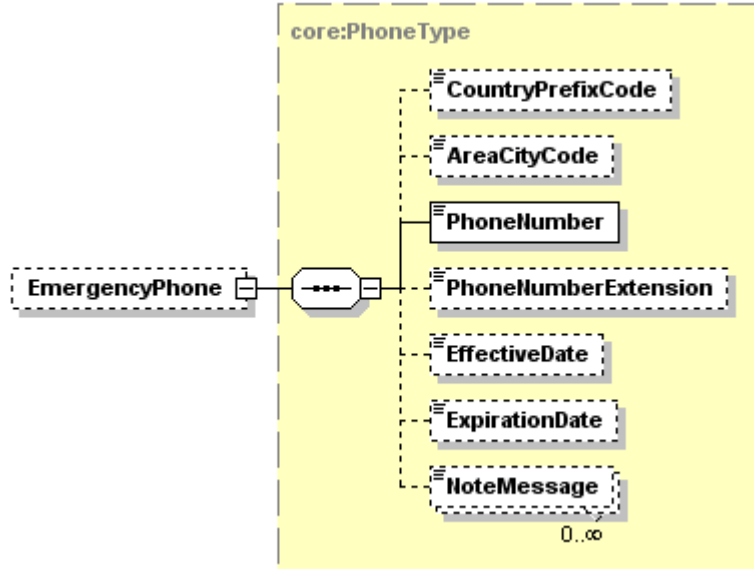 core:PhoneType
CountryPrefixCode
AreaCityCode
PhoneNumber
EmergencyPhone
PhoneNumberExtension
EffectiveDate
ExpirationDate
NoteMessage
0..∞